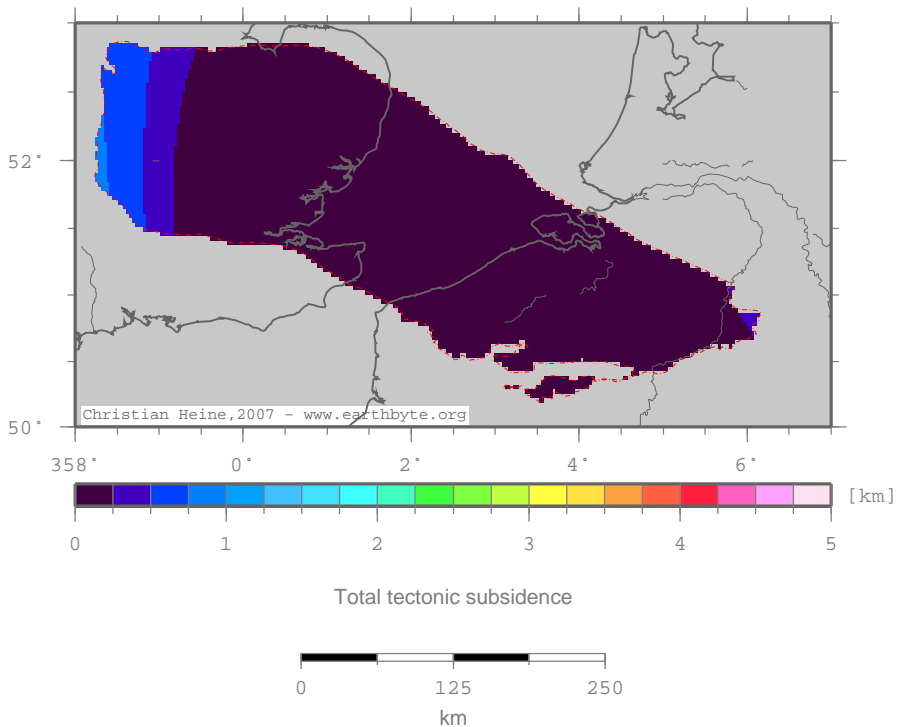 52°
Christian Heine,2007 - www.earthbyte.org
50°
358° 0° 2° 4° 6°
[km]
0 1 2 3 4 5
Total tectonic subsidence
0 125 250
km